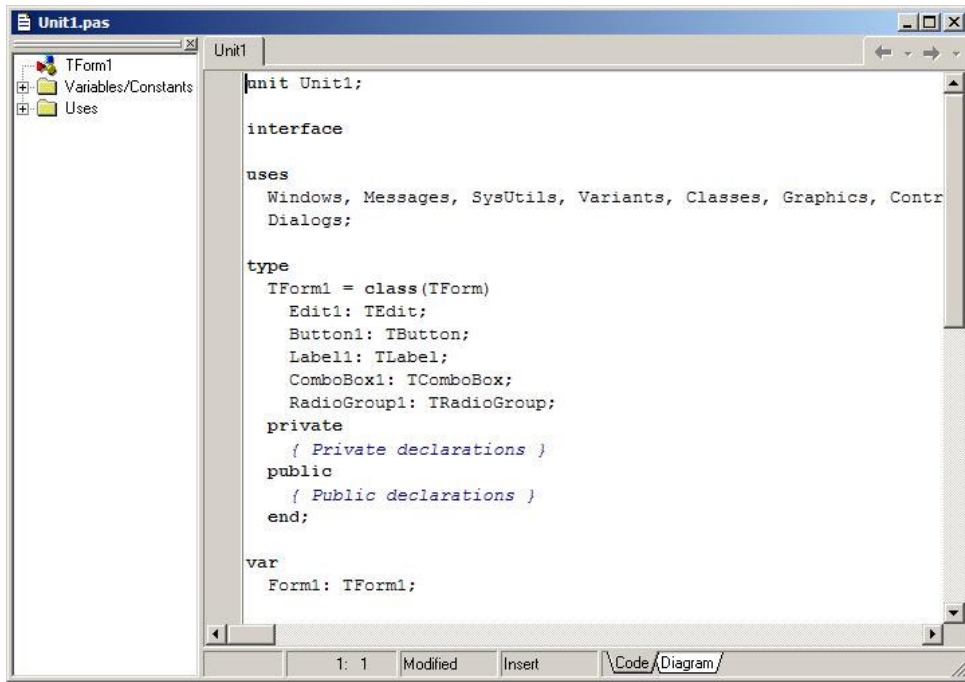 Unit1.pas
TForm1
Variables/Constants
Uses
Unit1
unit Unit1;
interface
uses
Windows, Messages, SysUtils, Variants, Classes, Graphics, Contr
Dialogs;
type
TForm1 = class(TForm)
Edit1: TEdit;
Button1: TButton;
Label1: TLabel;
ComboBox1: TComboBox;
RadioGroup1: TRadioGroup;
private
{ Private declarations }
public
{ Public declarations }
end;
var
Form1: TForm1;
1: 1 Modified Insert Code Diagram